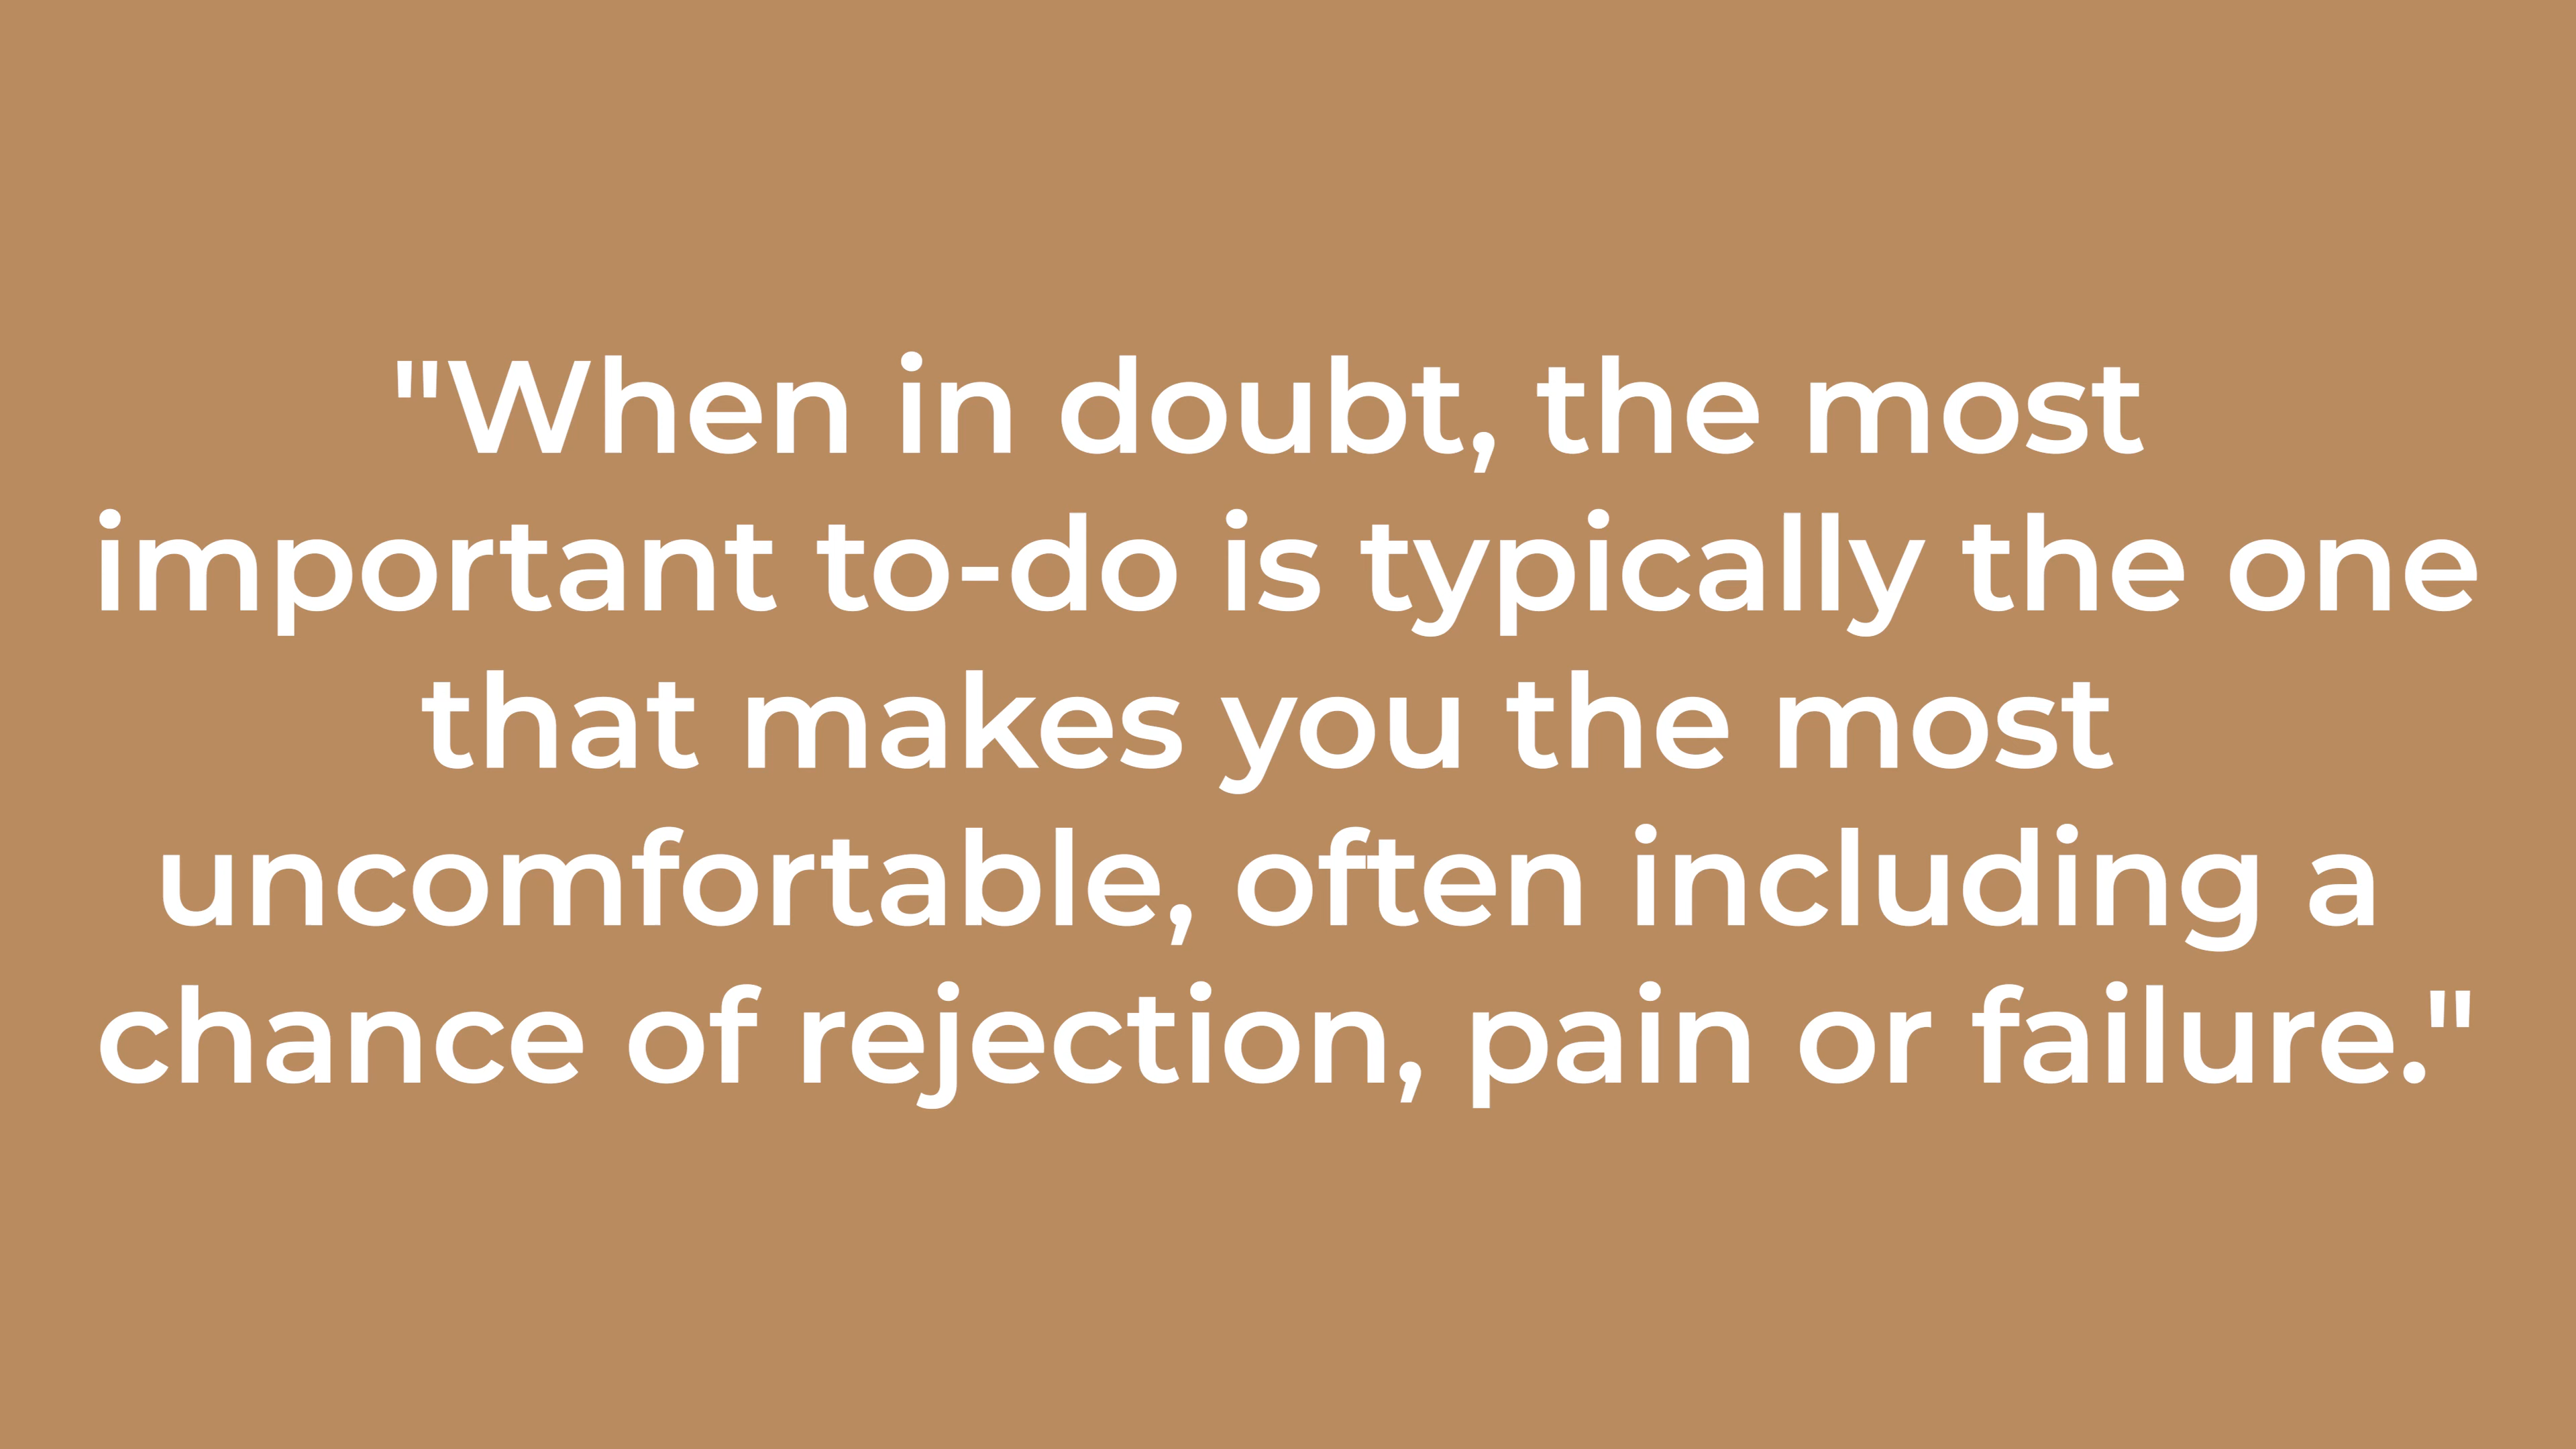 "When in doubt, the most
important to-do is typically the one
that makes you the most
uncomfortable, often including a
chance of rejection, pain or failure."